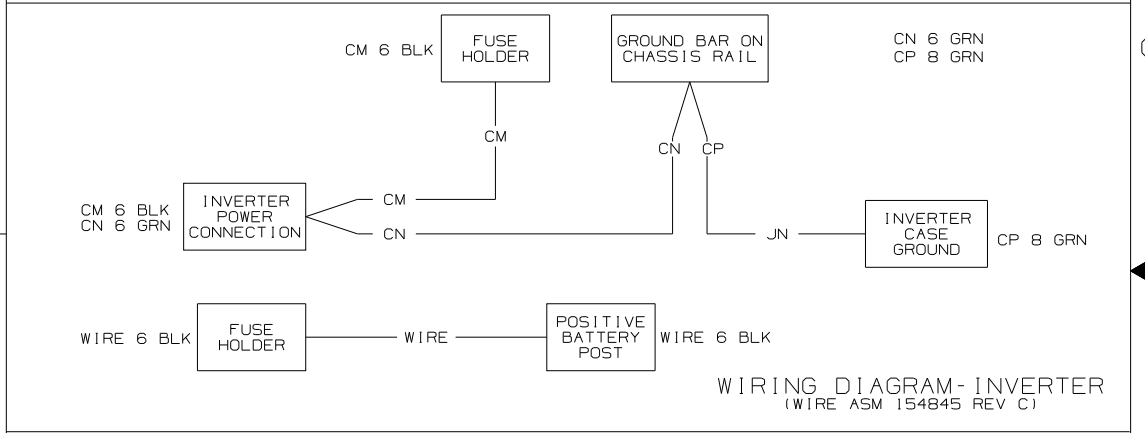 CM 6 BLK
FUSE
HOLDER
GROUND BAR ON
CHASSIS RAIL
CN 6 GRN
CP 8 GRN
CM
CN
CP
CM 6 BLK
CN 6 GRN
INVERTER
POWER
CONNECTION
CM
CN
JN
INVERTER
CASE
GROUND
CP 8 GRN
WIRE 6 BLK
FUSE
HOLDER
WIRE
POSITIVE
BATTERY
POST
WIRE 6 BLK
WIRING DIAGRAM-INVERTER
(WIRE ASM 154845 REV C)